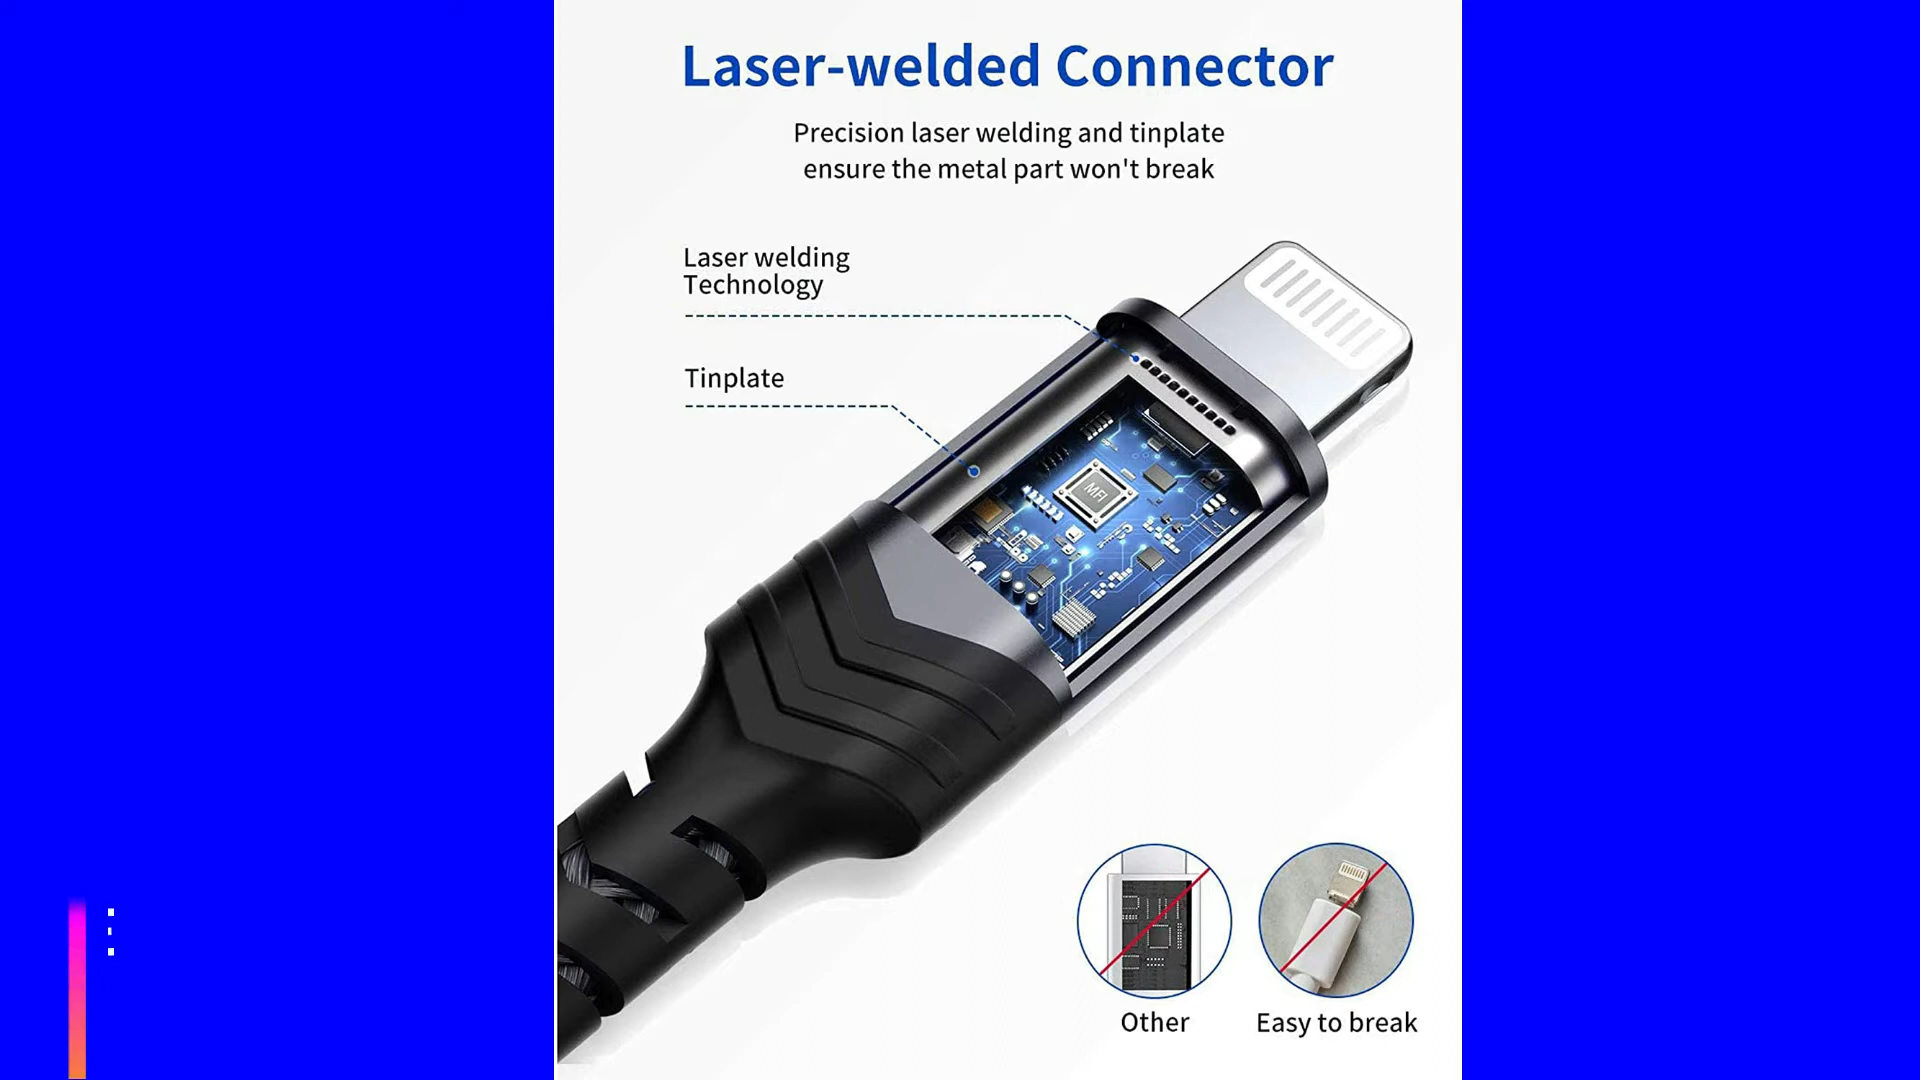 Laser-welded Connector
Precision laser welding and tinplate
ensure the metal part won't break
Laser welding
Technology
Tinplate
MFI
Other
Easy to break